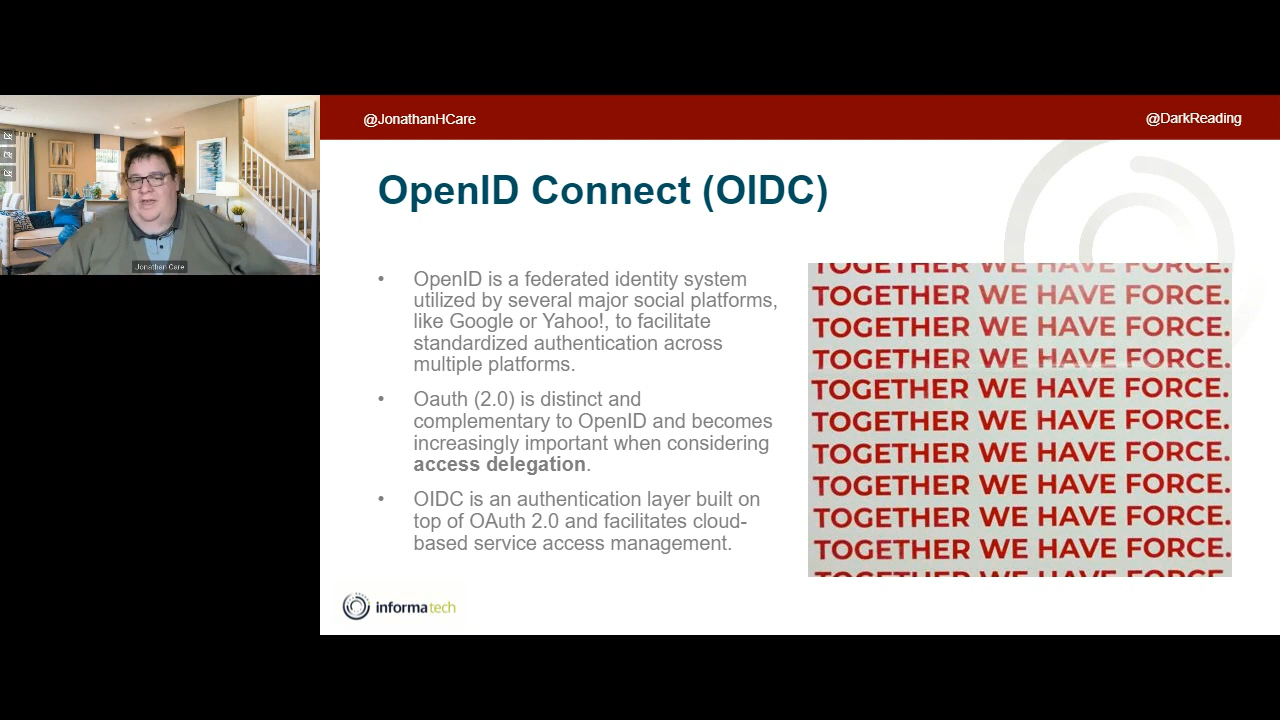 @JonathanHCare
@DarkReading
Jonathan Care
OpenID Connect (OIDC)
• OpenID is a federated identity system
utilized by several major social platforms,
like Google or Yahoo!, to facilitate
standardized authentication across
multiple platforms.
• Oauth (2.0) is distinct and
complementary to OpenID and becomes
increasingly important when considering
access delegation.
• OIDC is an authentication layer built on
top of OAuth 2.0 and facilitates cloud-
based service access management.
TOGETHER WE HAVE FORCE.
TOGETHER WE HAVE FORCE.
TOGETHER WE HAVE FORCE.
TOGETHER WE HAVE FORCE.
TOGETHER WE HAVE FORCE.
TOGETHER WE HAVE FORCE.
TOGETHER WE HAVE FORCE.
TOGETHER WE HAVE FORCE.
TOGETHER WE HAVE FORCE.
TOGETHER WE HAVE FORCE.
TOGETHER WE HAVE FORCE.
informa tech